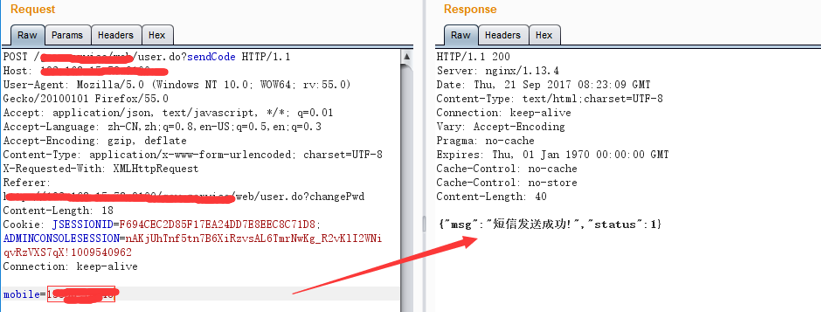 Request
Raw Params Headers Hex
POST /web/user.do?sendCode HTTP/1.1
Host:
User-Agent: Mozilla/5.0 (Windows NT 10.0; WOW64; rv:55.0)
Gecko/20100101 Firefox/55.0
Accept: application/json, text/javascript, */*; q=0.01
Accept-Language: zh-CN,zh;q=0.8,en-US;q=0.5,en;q=0.3
Accept-Encoding: gzip, deflate
Content-Type: application/x-www-form-urlencoded; charset=UTF-8
X-Requested-With: XMLHttpRequest
Referer:
/web/user.do?changePwd
Content-Length: 18
Cookie: JSESSIONID=F694CEC2D85F17EA24DD7E8EEC8C71D8;
ADMINCONSOLESESSION=nAKjUhTnf5tn7B6XiRzvsAL6TmrNwKg_R2vKlI2WNi
qvRzVXS7qX!1009540962
Connection: keep-alive
mobile=1
Response
Raw Headers Hex
HTTP/1.1 200
Server: nginx/1.13.4
Date: Thu, 21 Sep 2017 08:23:09 GMT
Content-Type: text/html;charset=UTF-8
Connection: keep-alive
Vary: Accept-Encoding
Pragma: no-cache
Expires: Thu, 01 Jan 1970 00:00:00 GMT
Cache-Control: no-cache
Cache-Control: no-store
Content-Length: 40
{"msg":"短信发送成功!","status":1}